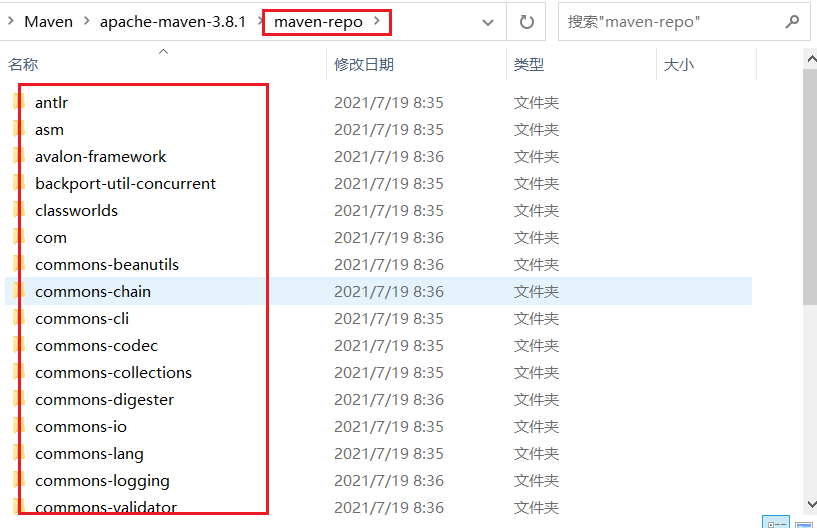 Maven apache-maven-3.8.1 maven-repo 搜索"maven-repo"
名称 修改日期 类型 大小
antlr 2021/7/19 8:35 文件夹
asm 2021/7/19 8:35 文件夹
avalon-framework 2021/7/19 8:36 文件夹
backport-util-concurrent 2021/7/19 8:35 文件夹
classworlds 2021/7/19 8:35 文件夹
com 2021/7/19 8:36 文件夹
commons-beanutils 2021/7/19 8:36 文件夹
commons-chain 2021/7/19 8:36 文件夹
commons-cli 2021/7/19 8:35 文件夹
commons-codec 2021/7/19 8:35 文件夹
commons-collections 2021/7/19 8:35 文件夹
commons-digester 2021/7/19 8:36 文件夹
commons-io 2021/7/19 8:35 文件夹
commons-lang 2021/7/19 8:35 文件夹
commons-logging 2021/7/19 8:36 文件夹
commons-validator 2021/7/19 8:36 文件夹